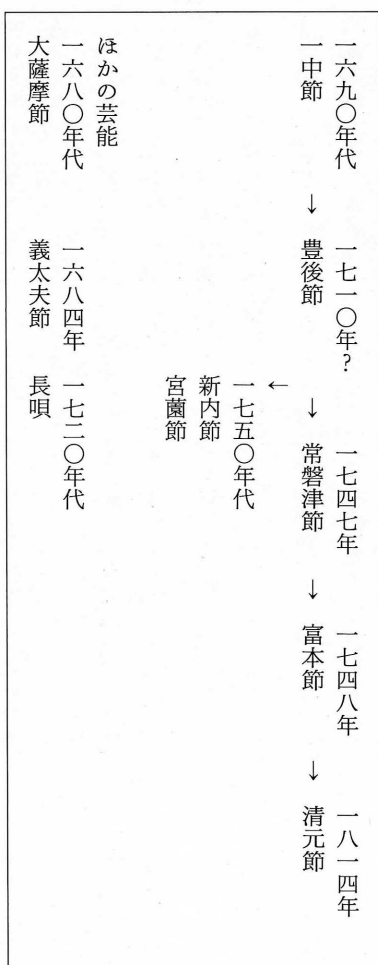 一六九〇年代　　　一七一〇年？　　　一七四七年　　　一七四八年　　　一八一四年
一中節　　↓　　豊後節　　↓　　常磐津節　　↓　　富本節　　↓　　清元節
←
一七五〇年代
新内節
宮薗節
ほかの芸能
一六八〇年代　　　一六八四年　　　一七二〇年代
大薩摩節　　　義太夫節　　　長唄